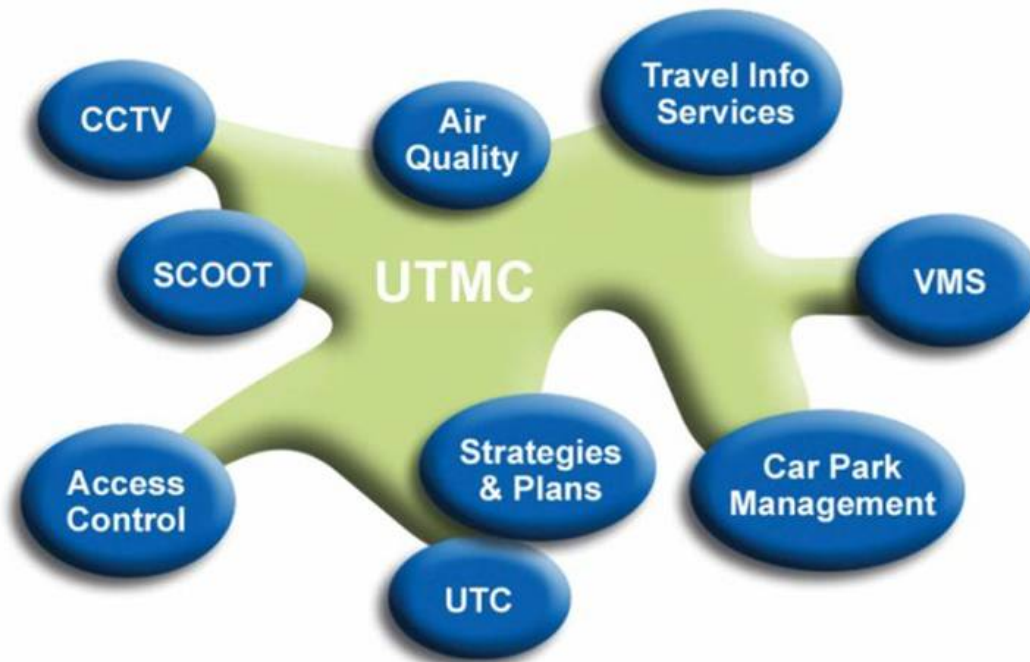 Travel Info
Services
CCTV
Air
Quality
SCOOT
UTMC
VMS
Strategies
& Plans
Car Park
Management
Access
Control
UTC